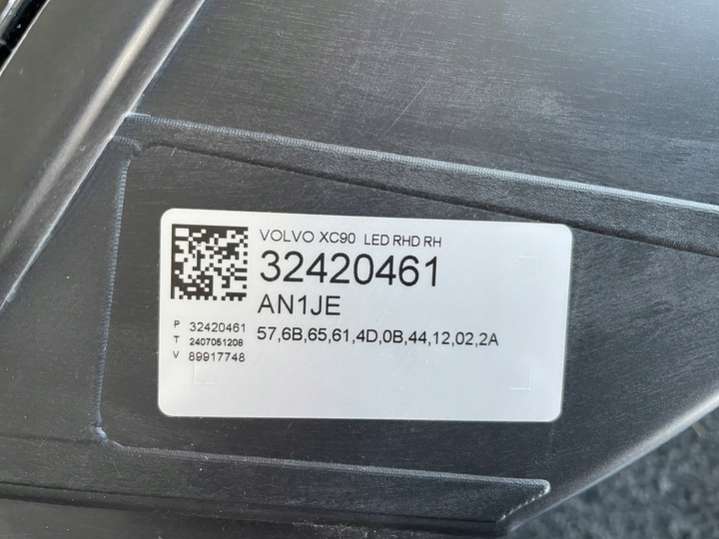 VOLVO XC90 LED RHD RH
32420461
AN1JE
57,6B,65,61,4D,0B,44,12,02,2A
P 32420461
T 2407051208
V 89917748